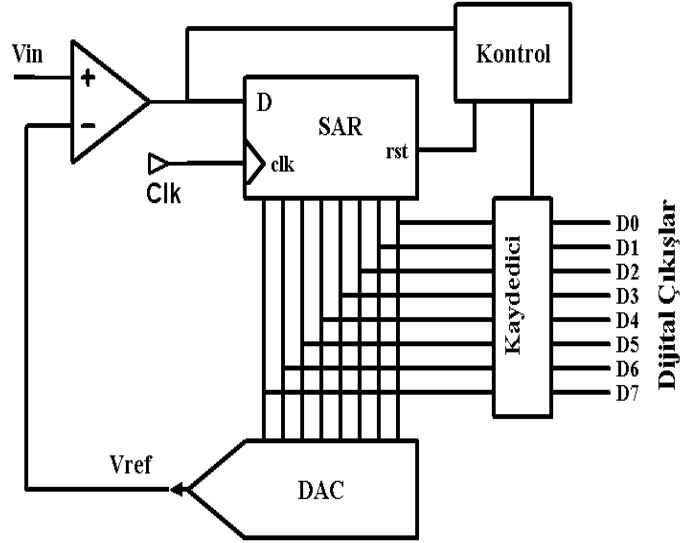 Kontrol
Vin
+
−
D
SAR
rst
clk
Clk
Kaydedici
D0
D1
D2
D3
D4
D5
D6
D7
Dijital Çıkışlar
Vref
DAC